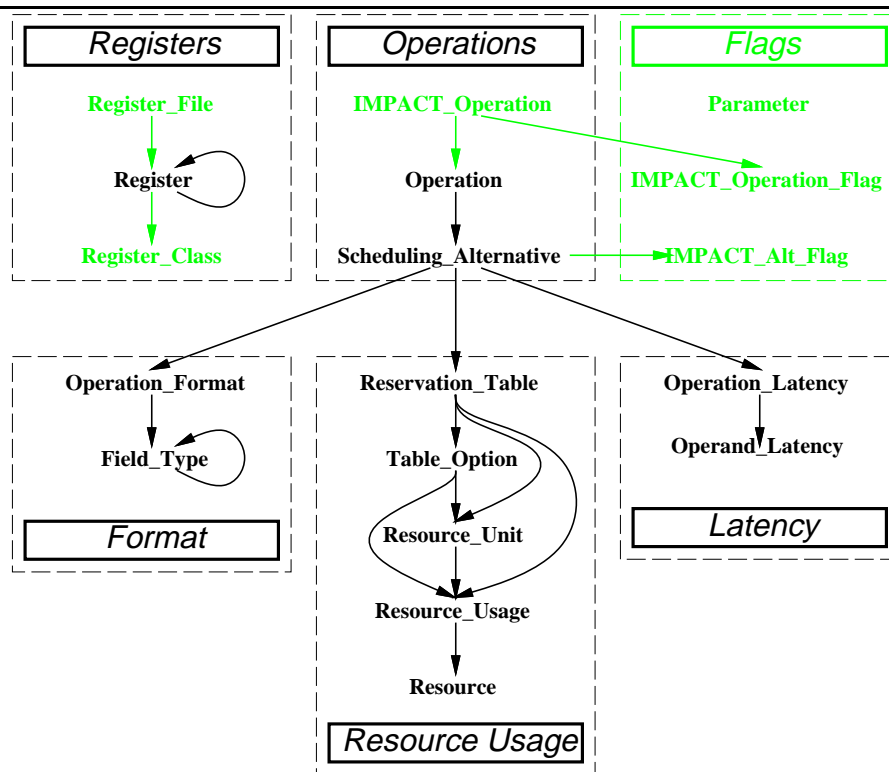 Registers
Operations
Flags
Register_File
IMPACT_Operation
Parameter
Register
Operation
IMPACT_Operation_Flag
Register_Class
Scheduling_Alternative
IMPACT_Alt_Flag
Operation_Format
Reservation_Table
Operation_Latency
Field_Type
Table_Option
Operand_Latency
Format
Resource_Unit
Latency
Resource_Usage
Resource
Resource Usage